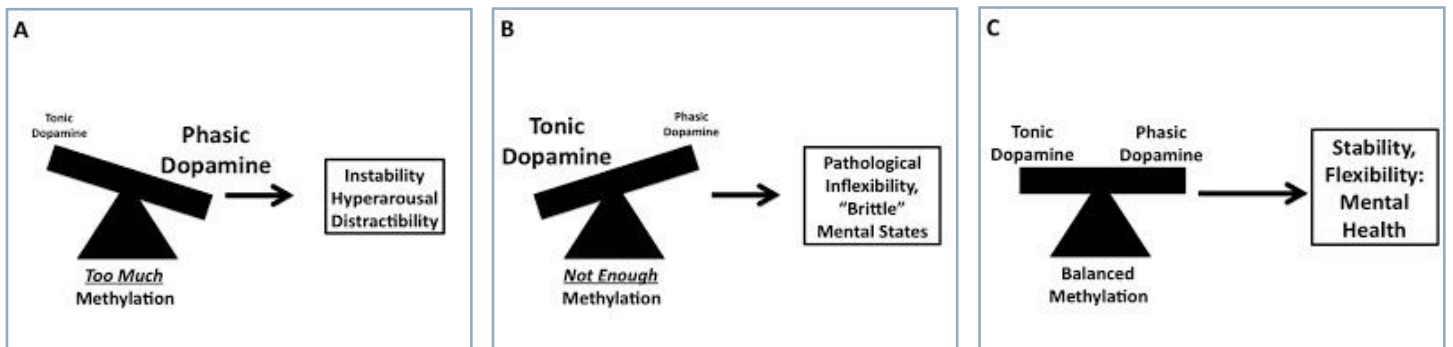 A
Tonic
Dopamine
Phasic
Dopamine
Instability
Hyperarousal
Distractibility
Too Much
Methylation
B
Tonic
Dopamine
Phasic
Dopamine
Pathological
Inflexibility,
“Brittle”
Mental States
Not Enough
Methylation
C
Tonic
Dopamine
Phasic
Dopamine
Stability,
Flexibility:
Mental
Health
Balanced
Methylation